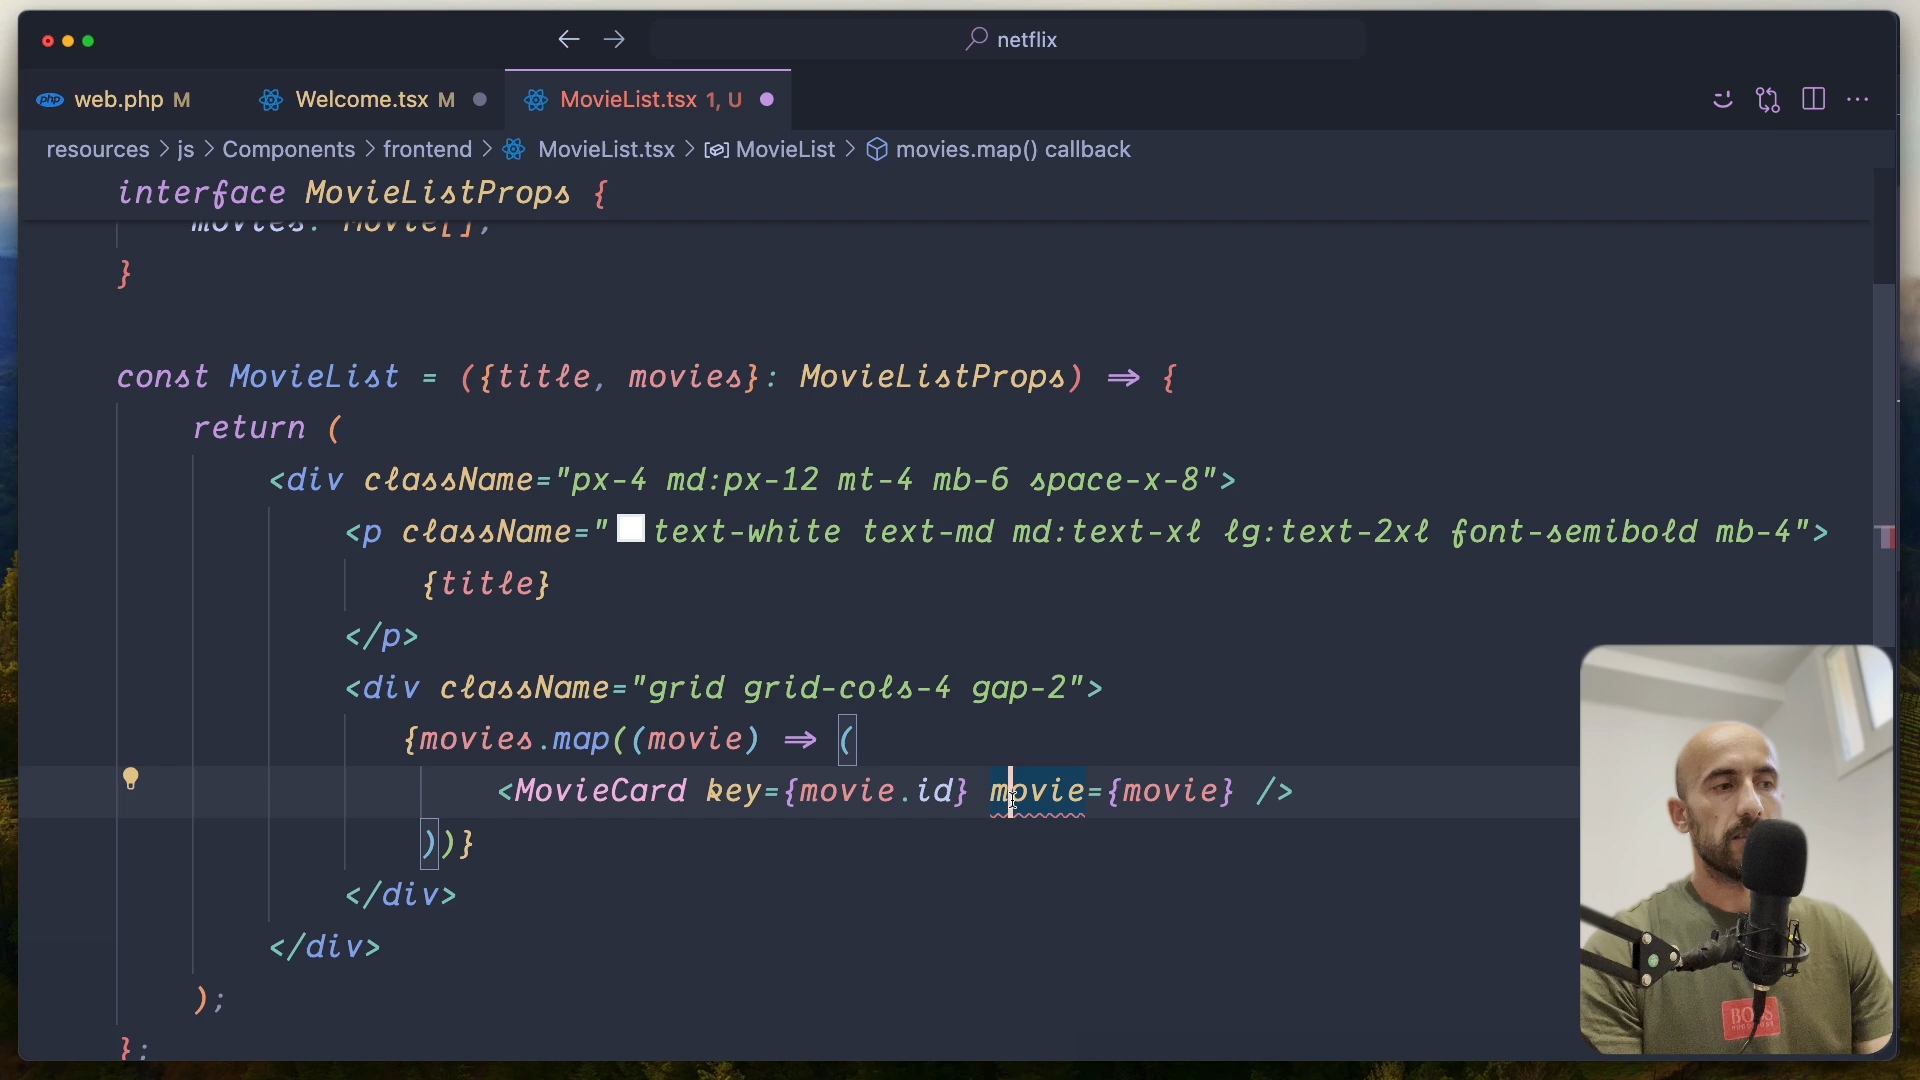 netflix
web.php M
Welcome.tsx M
MovieList.tsx 1, U
resources > js > Components > frontend > MovieList.tsx > MovieList > movies.map() callback
interface MovieListProps {
movies: Movie[];
}
const MovieList = ({title, movies}: MovieListProps) => {
return (
<div className="px-4 md:px-12 mt-4 mb-6 space-x-8">
<p className="text-white text-md md:text-xl lg:text-2xl font-semibold mb-4">
{title}
</p>
<div className="grid grid-cols-4 gap-2">
{movies.map((movie) => (
<MovieCard key={movie.id} movie={movie} />
))}
</div>
</div>
);
};
BOSS